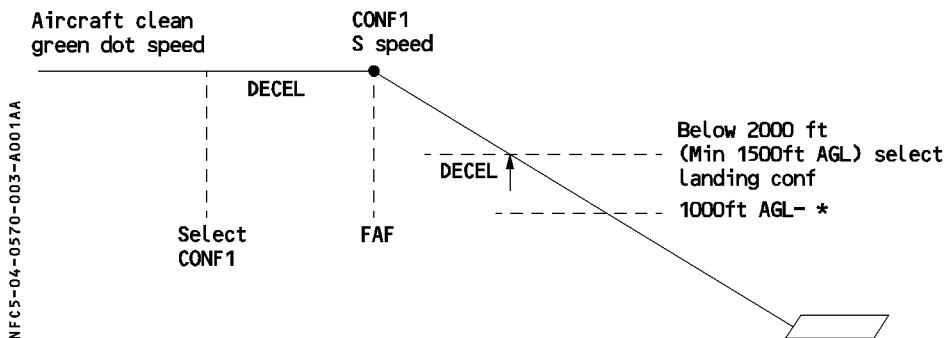 Aircraft clean
green dot speed
CONF1
S speed
DECEL
Below 2000 ft
(Min 1500ft AGL) select
landing conf
DECEL
1000ft AGL- *
Select
CONF1
FAF
NFC5-04-0570-003-A001AA